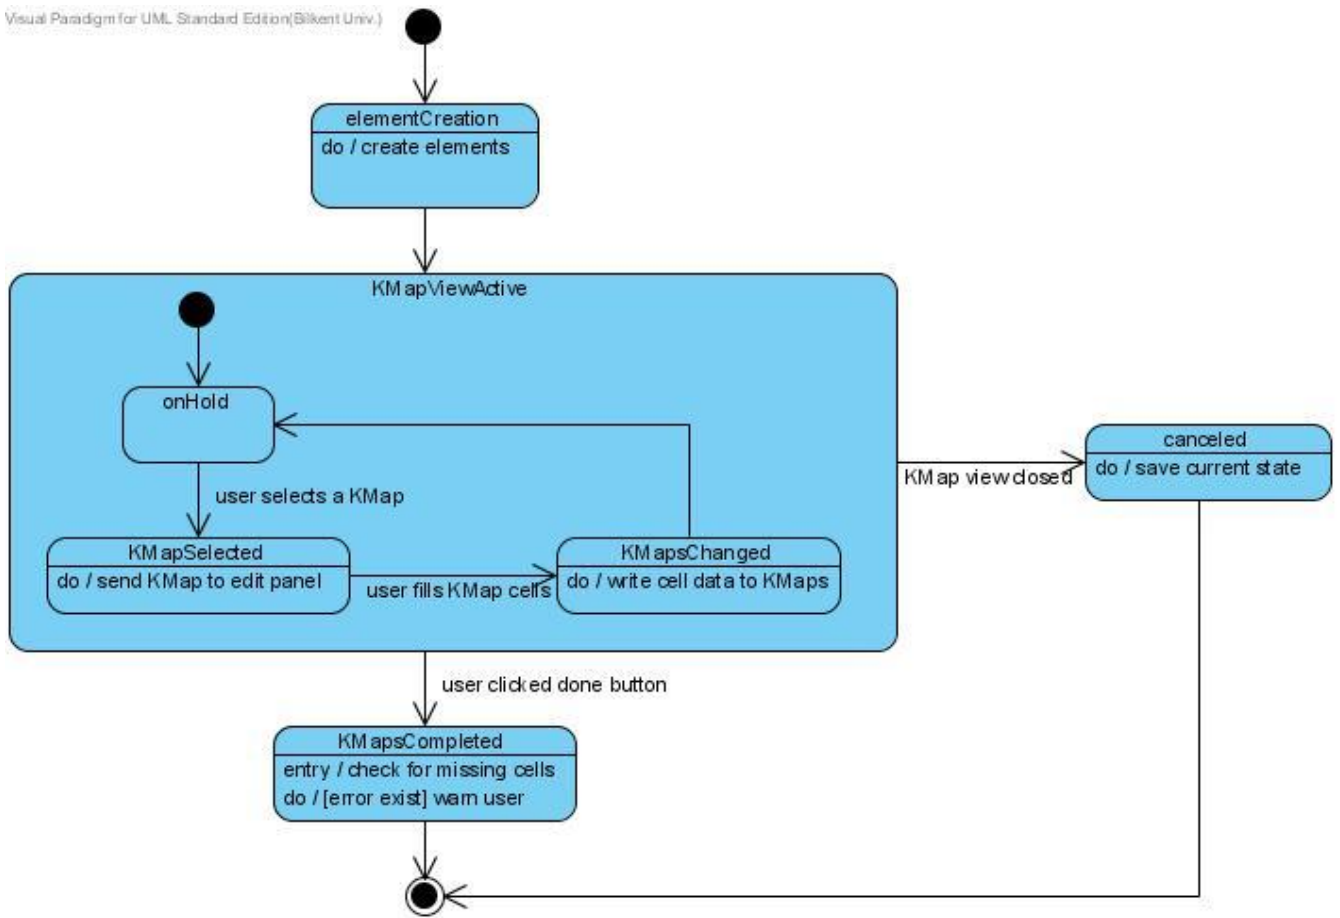 Visual Paradigm for UML Standard Edition(Bilkent Univ.)
elementCreation
do / create elements
KMapViewActive
onHold
user selects a KMap
KMapSelected
do / send KMap to edit panel
user fills KMap cells
KMapsChanged
do / write cell data to KMaps
KMap view closed
canceled
do / save current state
user clicked done button
KMapsCompleted
entry / check for missing cells
do / [error exist] warn user